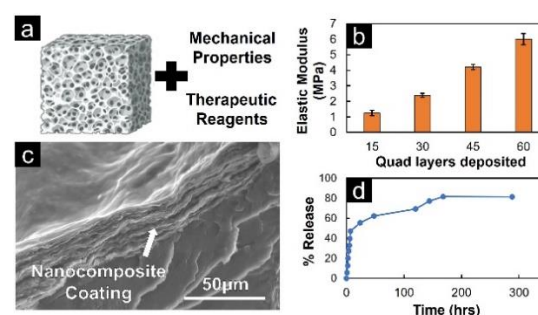 a
Mechanical
Properties
Therapeutic
Reagents
b
Elastic Modulus
(MPa)
7
6
5
4
3
2
1
0
15 30 45 60
Quad layers deposited
c
Nanocomposite
Coating
50µm
d
% Release
100
80
60
40
20
0
0 100 200 300
Time (hrs)